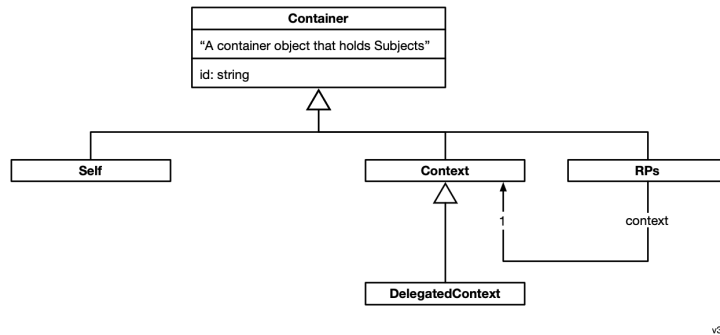 Container
“A container object that holds Subjects”
id: string
Self
Context
RPs
1
context
DelegatedContext
v3